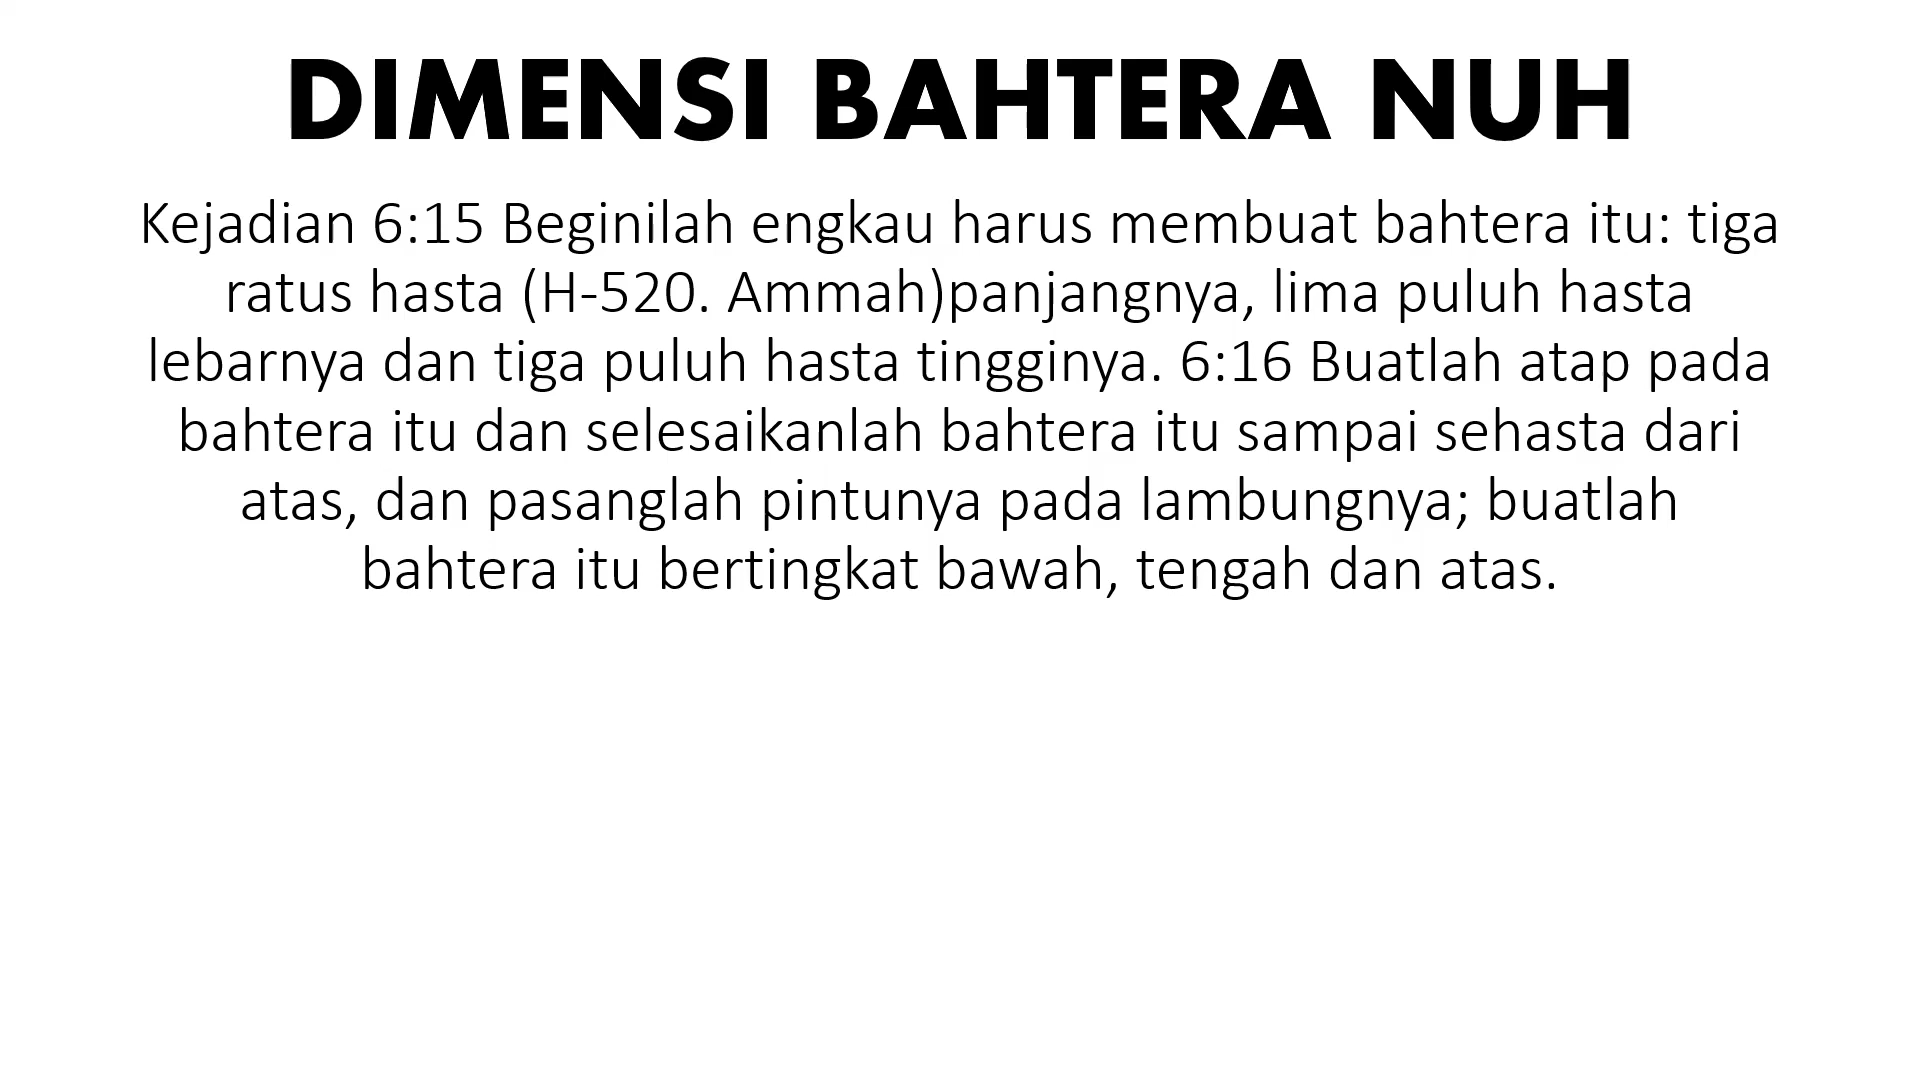 DIMENSI BAHTERA NUH
Kejadian 6:15 Beginilah engkau harus membuat bahtera itu: tiga
ratus hasta (H-520. Ammah)panjangnya, lima puluh hasta
lebarnya dan tiga puluh hasta tingginya. 6:16 Buatlah atap pada
bahtera itu dan selesaikanlah bahtera itu sampai sehasta dari
atas, dan pasanglah pintunya pada lambungnya; buatlah
bahtera itu bertingkat bawah, tengah dan atas.